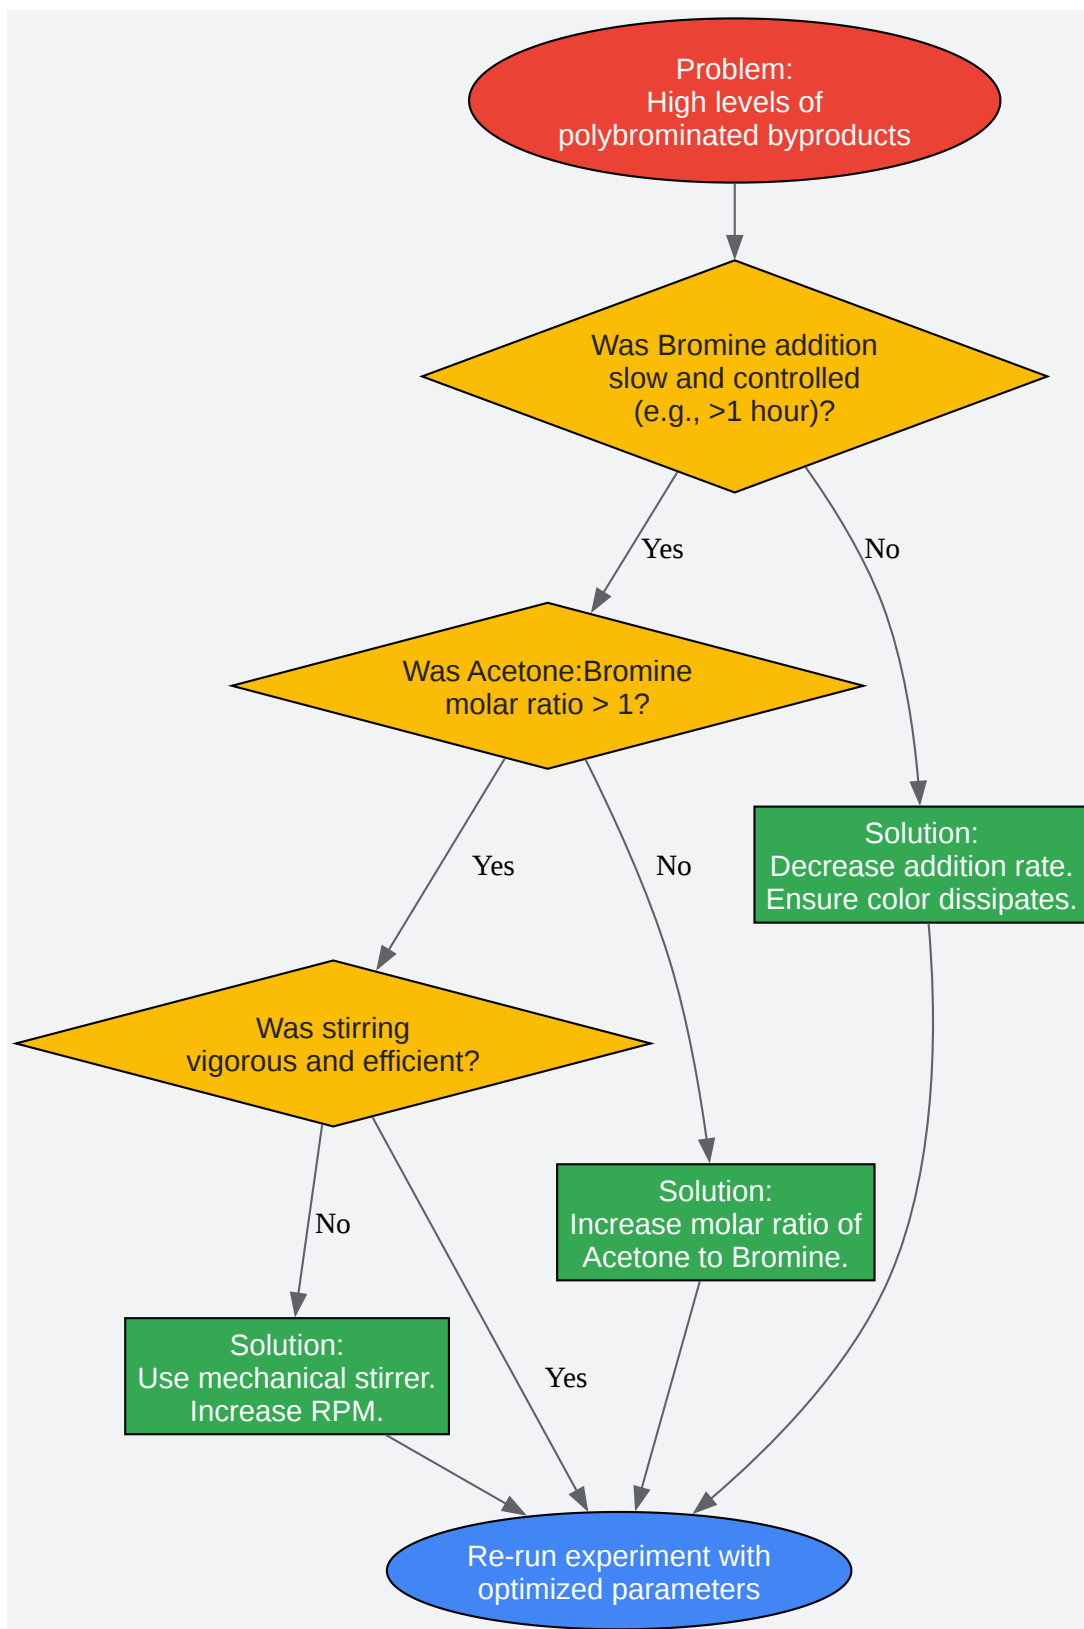 Problem:
High levels of
polybrominated byproducts
Was Bromine addition
slow and controlled
(e.g., >1 hour)?
Yes
No
Was Acetone:Bromine
molar ratio > 1?
Solution:
Decrease addition rate.
Ensure color dissipates.
Yes
No
Was stirring
vigorous and efficient?
Solution:
Increase molar ratio of
Acetone to Bromine.
No
Yes
Solution:
Use mechanical stirrer.
Increase RPM.
Re-run experiment with
optimized parameters